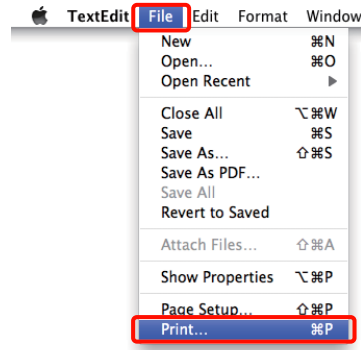 TextEdit File Edit Format Window
New ⌘N
Open... ⌘O
Open Recent ▶
Close All ⌥⌘W
Save ⌘S
Save As... ⇧⌘S
Save As PDF...
Save All
Revert to Saved
Attach Files... ⇧⌘A
Show Properties ⌥⌘P
Page Setup... ⇧⌘P
Print... ⌘P